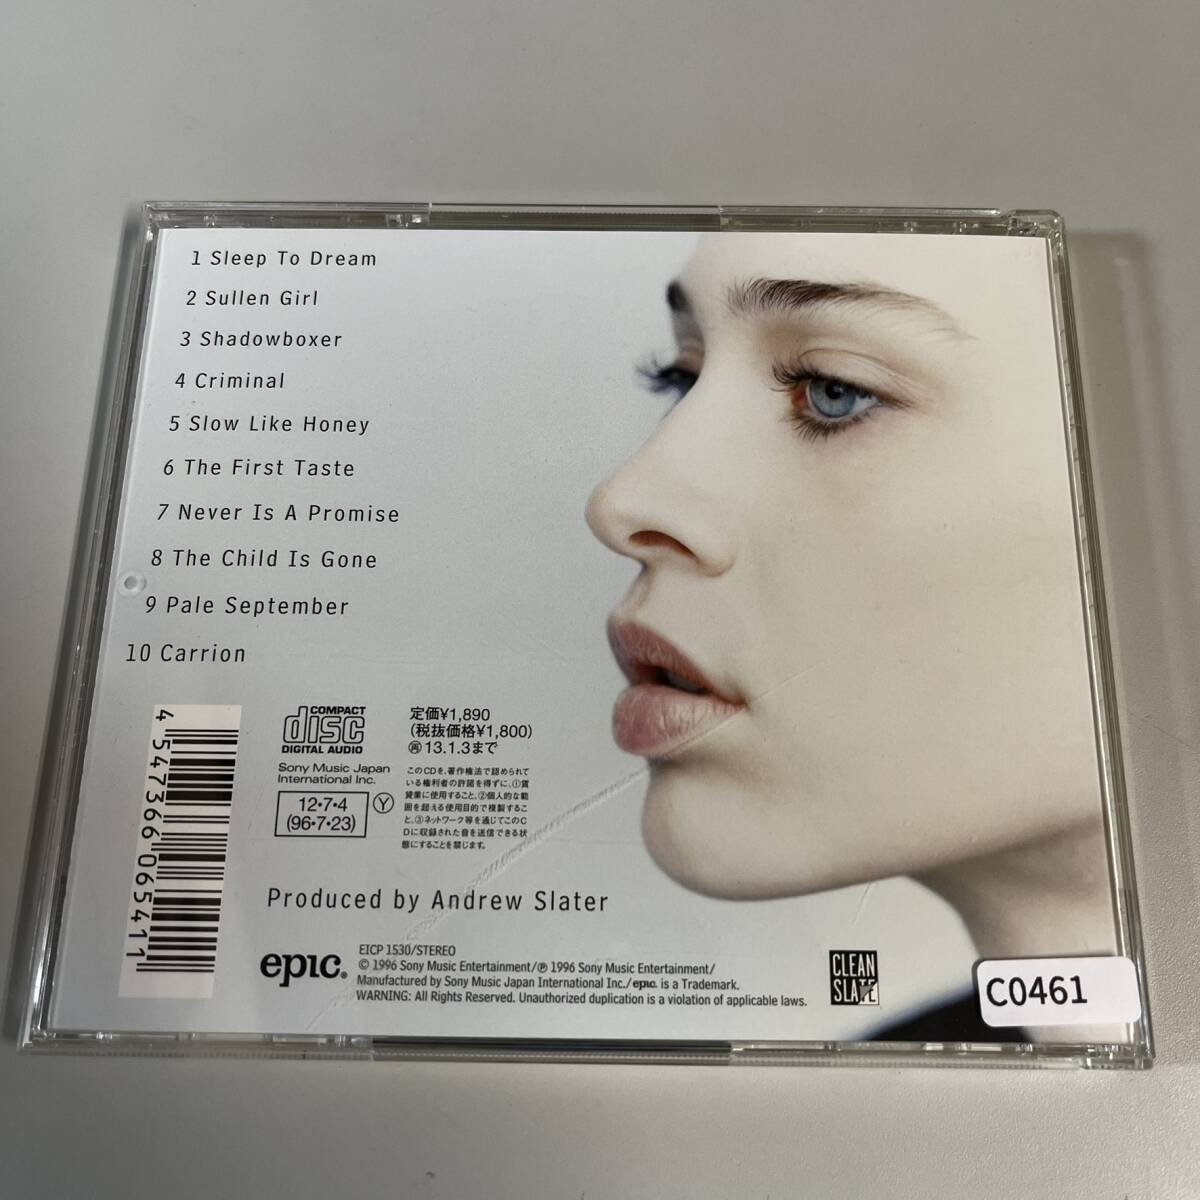 1 Sleep To Dream
2 Sullen Girl
3 Shadowboxer
4 Criminal
5 Slow Like Honey
6 The First Taste
7 Never Is A Promise
8 The Child Is Gone
9 Pale September
10 Carrion
4 547366 065411
COMPACT
disc
DIGITAL AUDIO
Sony Music Japan
International Inc.
12・7・4
(96・7・23)
Y
定価¥1,890
(税抜価格¥1,800)
再13.1.3まで
このCDを、著作権法で認められて
いる権利者の許諾を得ずに、①賃
貸業に使用すること、②個人的な範
囲を超える使用目的で複製するこ
と、③ネットワーク等を通じてこのC
Dに収録された音を送信できる状
態にすることを禁じます。
Produced by Andrew Slater
epic.
EICP 1530/STEREO
© 1996 Sony Music Entertainment/℗ 1996 Sony Music Entertainment/
Manufactured by Sony Music Japan International Inc./epic. is a Trademark.
WARNING: All Rights Reserved. Unauthorized duplication is a violation of applicable laws.
CLEAN
SLATE
C0461